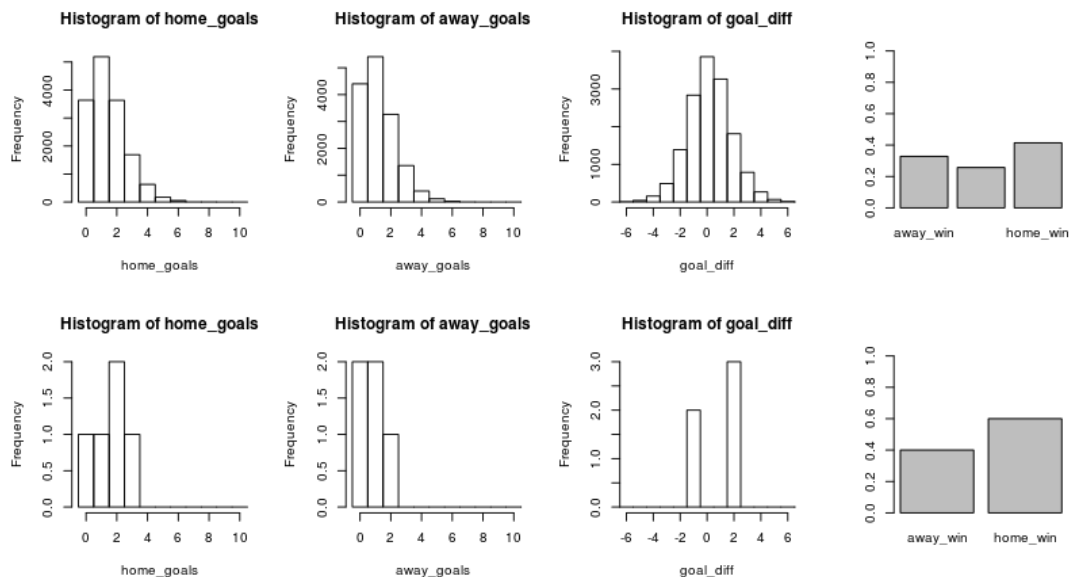 Histogram of home_goals
Frequency
0 2000 4000
0 2 4 6 8 10
home_goals
Histogram of away_goals
Frequency
0 2000 4000
0 2 4 6 8 10
away_goals
Histogram of goal_diff
Frequency
0 1000 3000
-6 -4 -2 0 2 4 6
goal_diff
0.0 0.2 0.4 0.6 0.8 1.0
away_win home_win
Histogram of home_goals
Frequency
0.0 0.5 1.0 1.5 2.0
0 2 4 6 8 10
home_goals
Histogram of away_goals
Frequency
0.0 0.5 1.0 1.5 2.0
0 2 4 6 8 10
away_goals
Histogram of goal_diff
Frequency
0.0 1.0 2.0 3.0
-6 -4 -2 0 2 4 6
goal_diff
0.0 0.2 0.4 0.6 0.8 1.0
away_win home_win